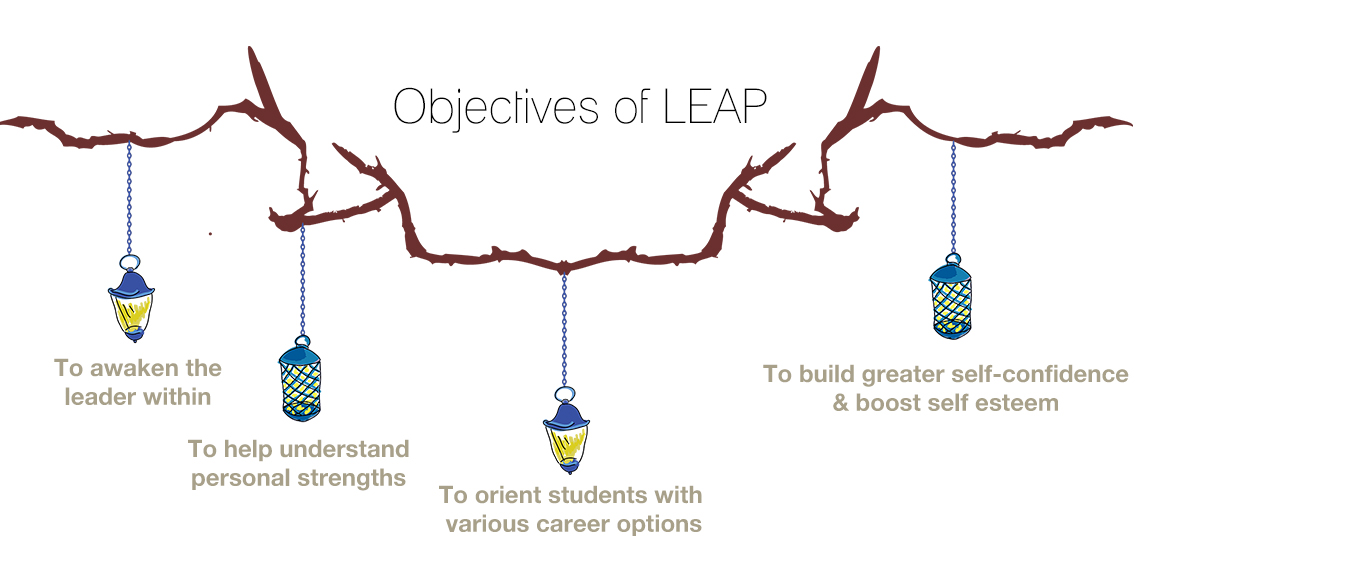 Objectives of LEAP
To awaken the
leader within
To help understand
personal strengths
To orient students with
various career options
To build greater self-confidence
& boost self esteem